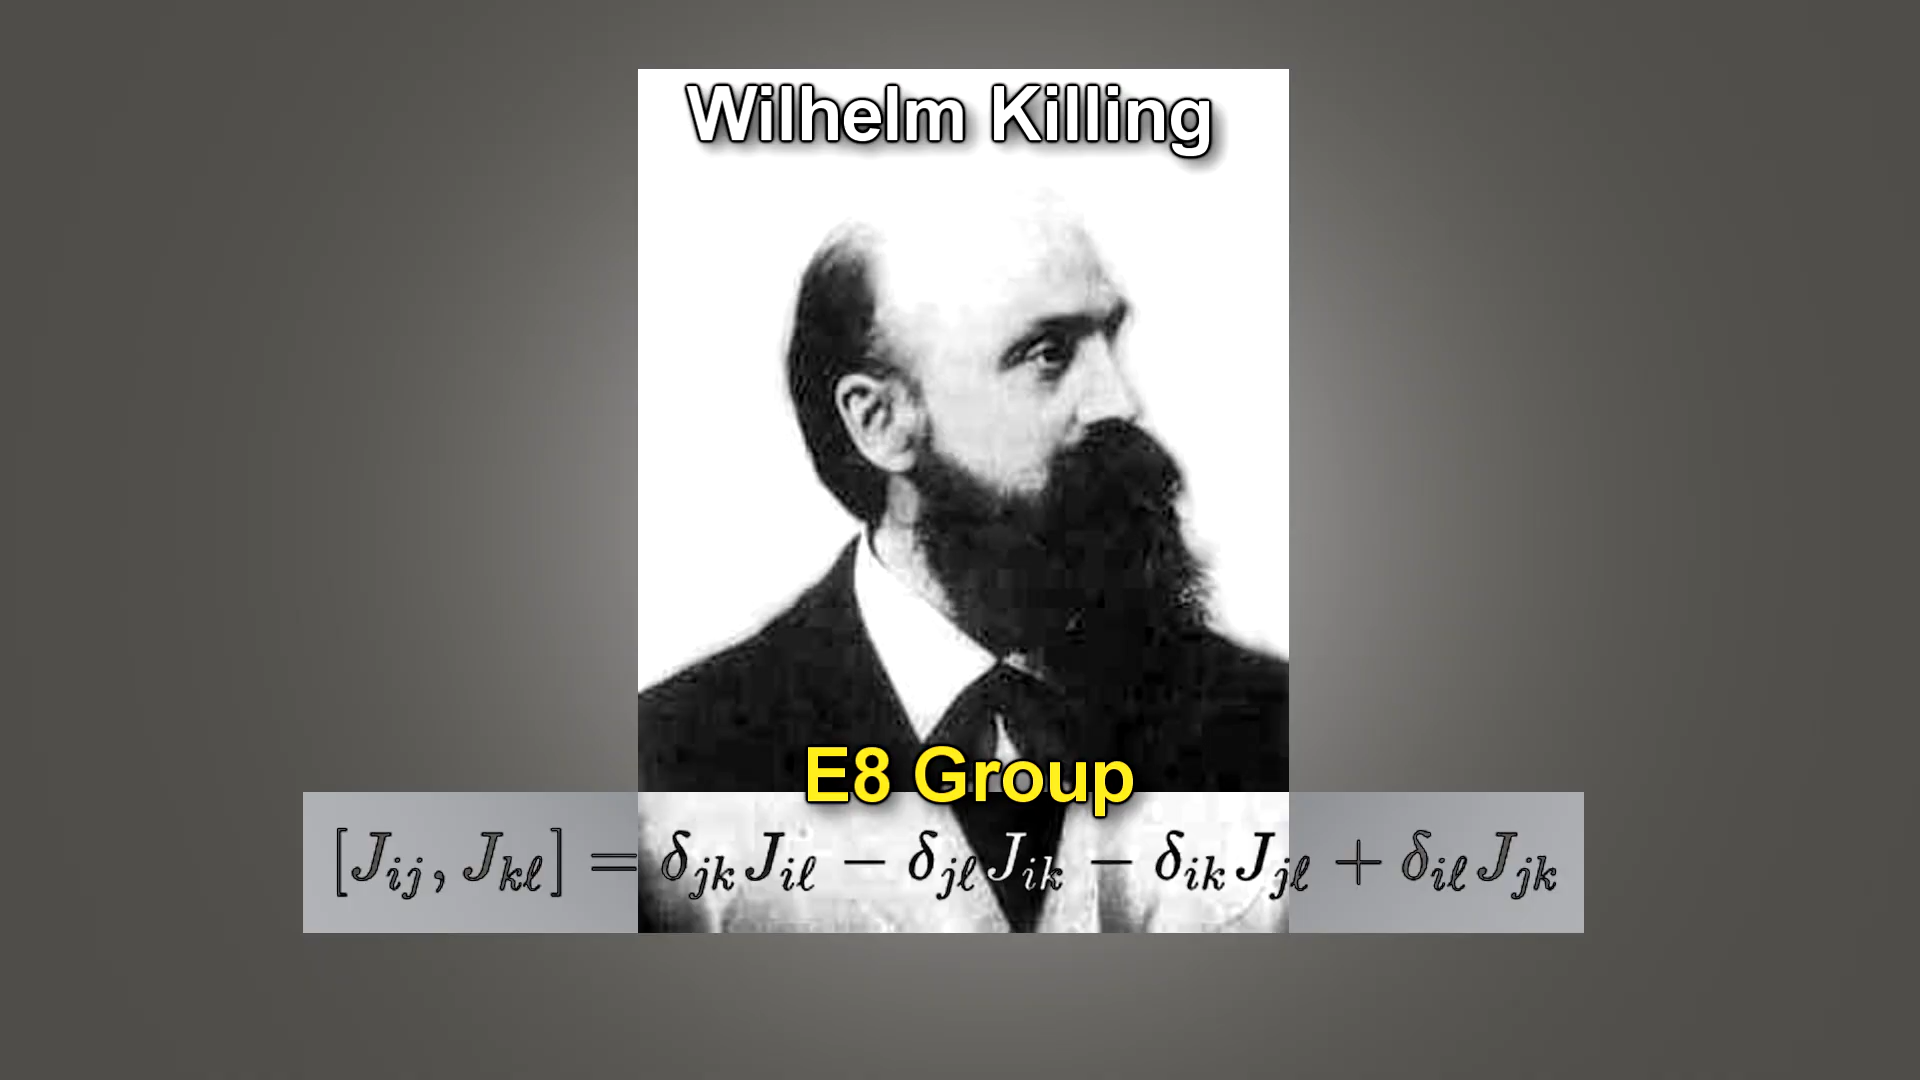 Wilhelm Killing
E8 Group
[J_{ij}, J_{kℓ}] = δ_{jk}J_{iℓ} − δ_{jℓ}J_{ik} − δ_{ik}J_{jℓ} + δ_{iℓ}J_{jk}